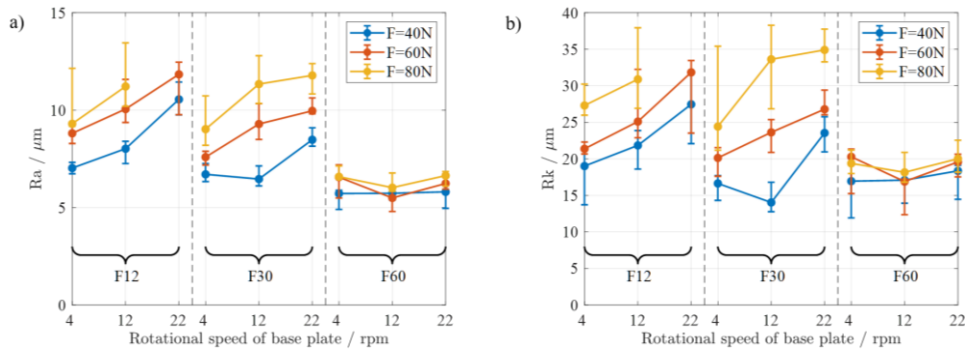 a)
15
10
5
0
Ra / μm
F=40N
F=60N
F=80N
F12
F30
F60
4 12 22 4 12 22 4 12 22
Rotational speed of base plate / rpm
b)
40
35
30
25
20
15
10
5
0
Rk / μm
F=40N
F=60N
F=80N
F12
F30
F60
4 12 22 4 12 22 4 12 22
Rotational speed of base plate / rpm